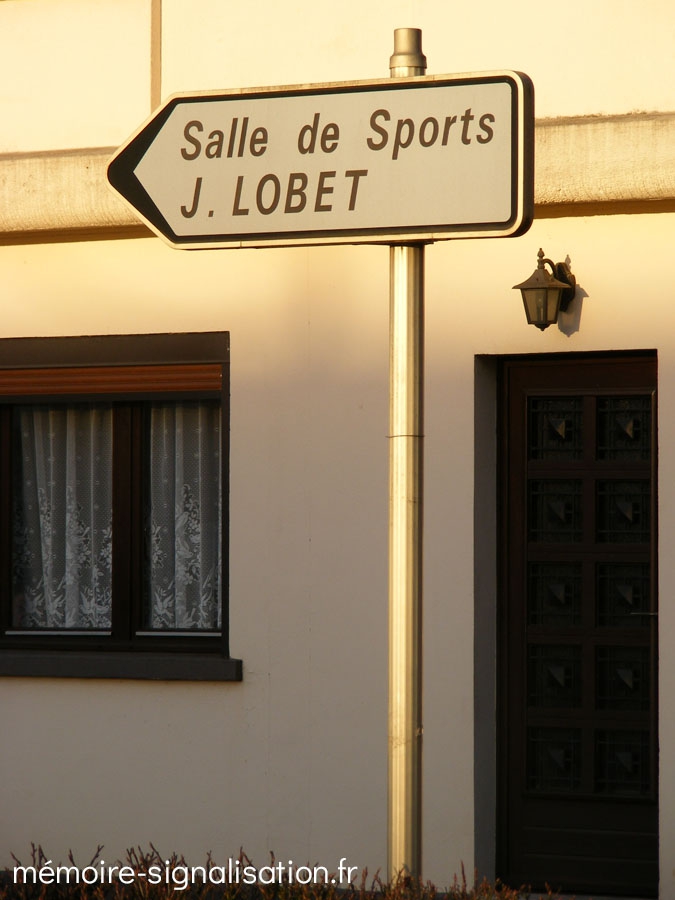 Salle de Sports
J. LOBET
mémoire-signalisation.fr